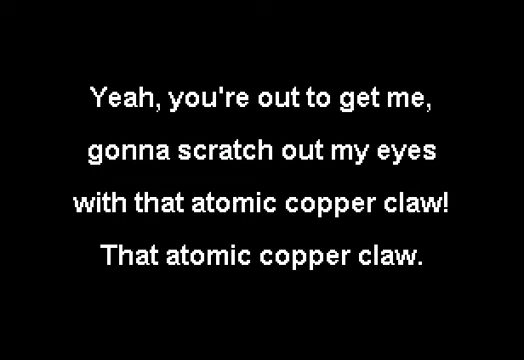 Yeah, you're out to get me,
gonna scratch out my eyes
with that atomic copper claw!
That atomic copper claw.